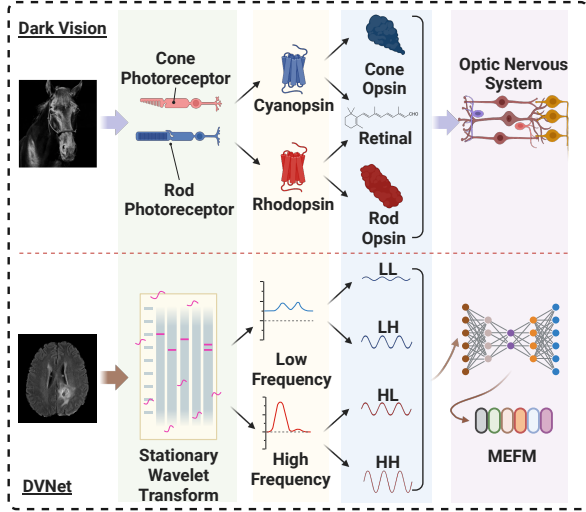 Dark Vision
Cone
Photoreceptor
Rod
Photoreceptor
Cyanopsin
Rhodopsin
Cone
Opsin
CHO
Retinal
Rod
Opsin
Optic Nervous
System
Stationary
Wavelet
Transform
Low
Frequency
High
Frequency
LL
LH
HL
HH
MEFM
DVNet